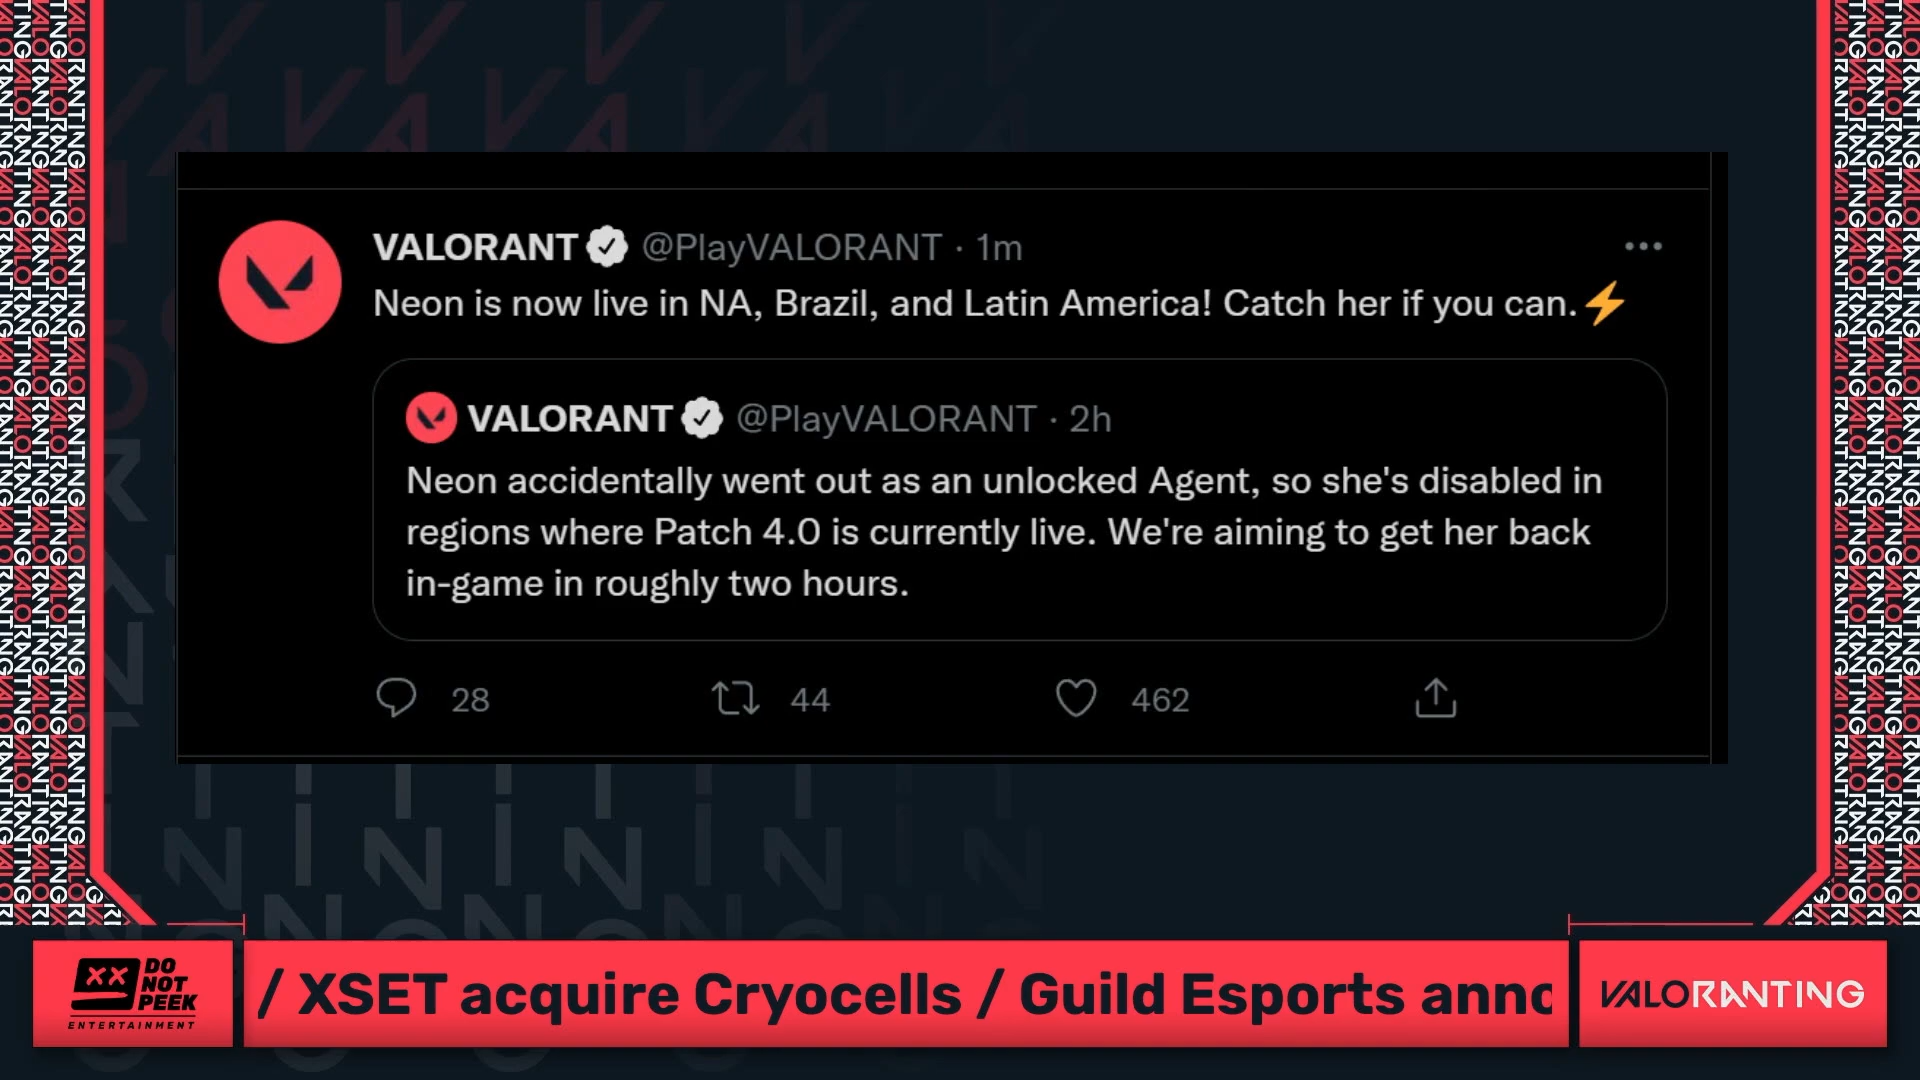 VALORANT @PlayVALORANT · 1m
Neon is now live in NA, Brazil, and Latin America! Catch her if you can.⚡
VALORANT @PlayVALORANT · 2h
Neon accidentally went out as an unlocked Agent, so she's disabled in
regions where Patch 4.0 is currently live. We're aiming to get her back
in-game in roughly two hours.
28 44 462
DO
NOT
PEEK
ENTERTAINMENT
/ XSET acquire Cryocells / Guild Esports anno
VALORANTING